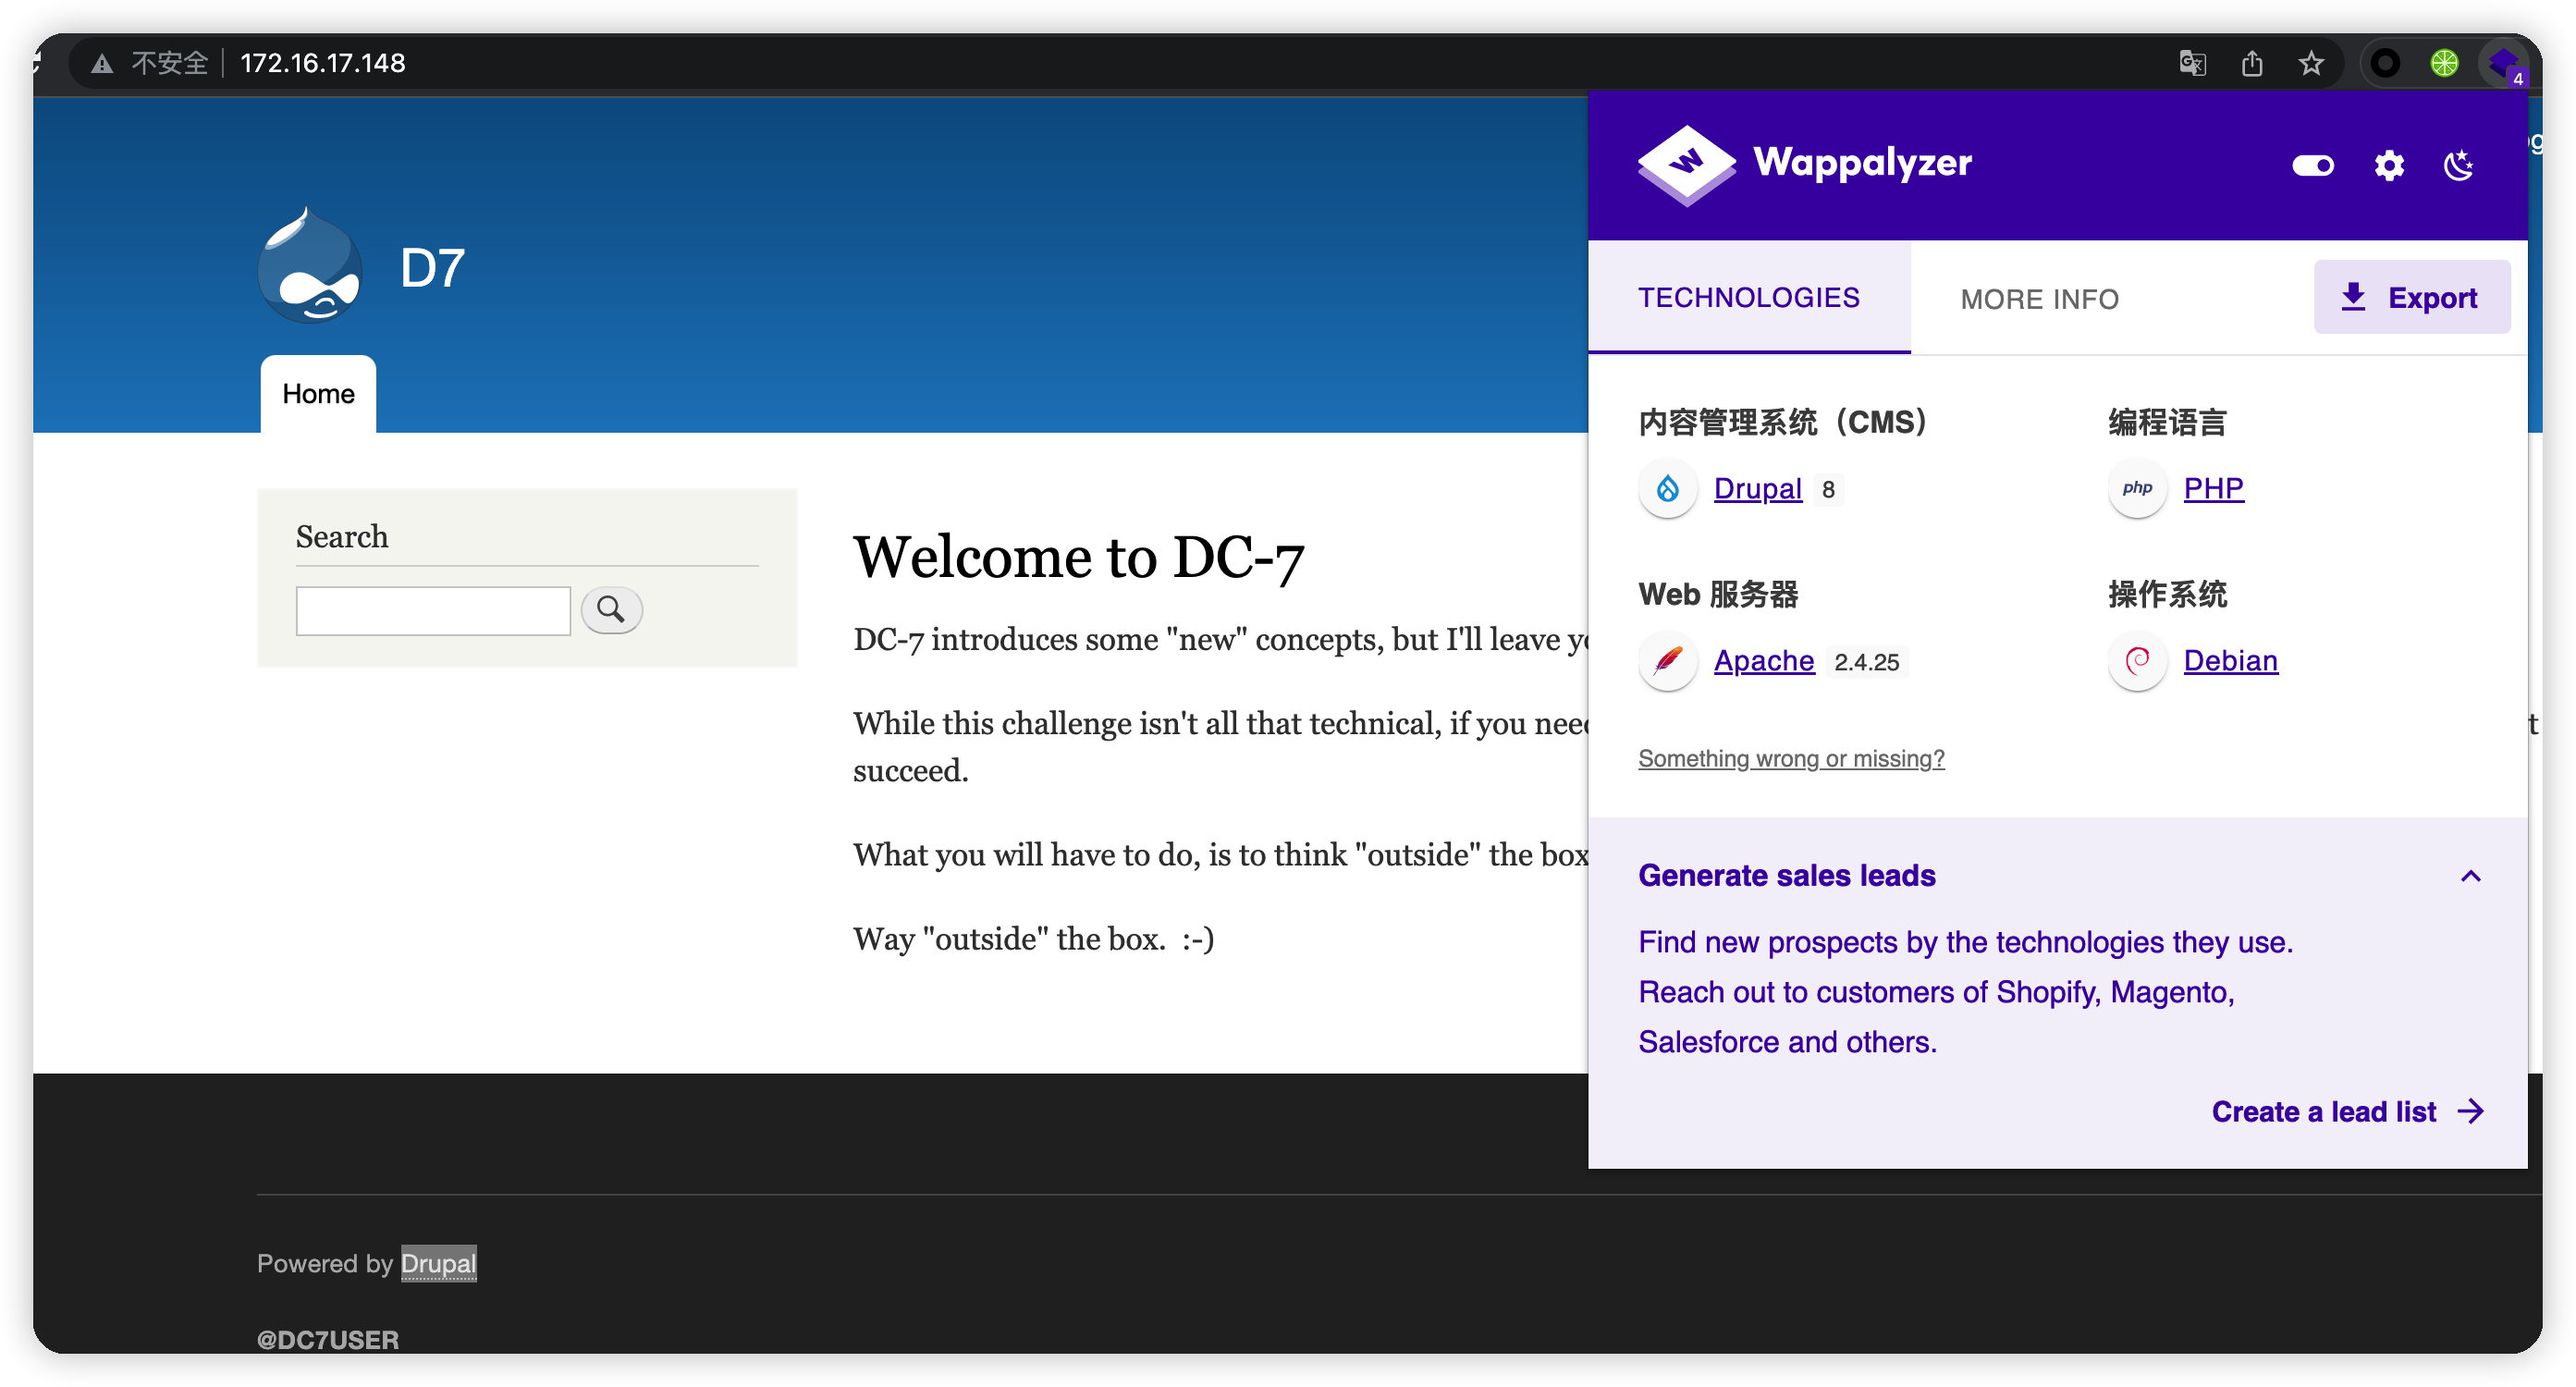 不安全 172.16.17.148
4
D7
Home
Search
Welcome to DC-7
DC-7 introduces some "new" concepts, but I'll leave
While this challenge isn't all that technical, if you
succeed.
What you will have to do, is to think "outside" the box
Way "outside" the box. :-)
Powered by Drupal
@DC7USER
Wappalyzer
TECHNOLOGIES
MORE INFO
Export
内容管理系统（CMS）
Drupal 8
编程语言
php PHP
Web 服务器
Apache 2.4.25
操作系统
Debian
Something wrong or missing?
Generate sales leads
Find new prospects by the technologies they use.
Reach out to customers of Shopify, Magento,
Salesforce and others.
Create a lead list